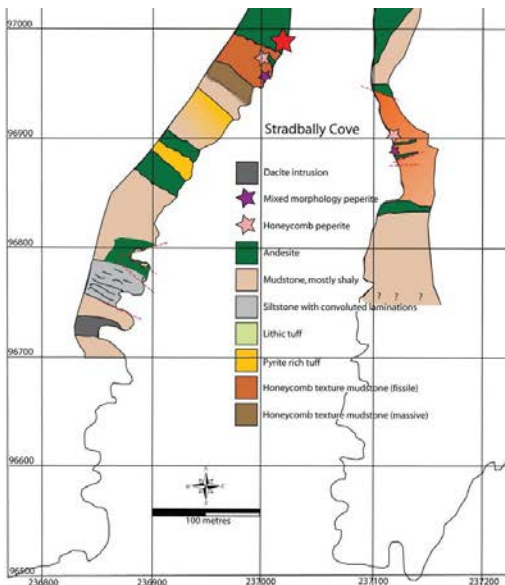 97000
Stradbally Cove
96900
Dacite intrusion
Mixed morphology peperite
Honeycomb peperite
Andesite
96800
Mudstone, mostly shaly
? ? ?
Siltstone with convoluted laminations
Lithic tuff
96700
Pyrite rich tuff
Honeycomb texture mudstone (fissile)
Honeycomb texture mudstone (massive)
96600
100 metres
96500
236800 236900 237000 237100 237200